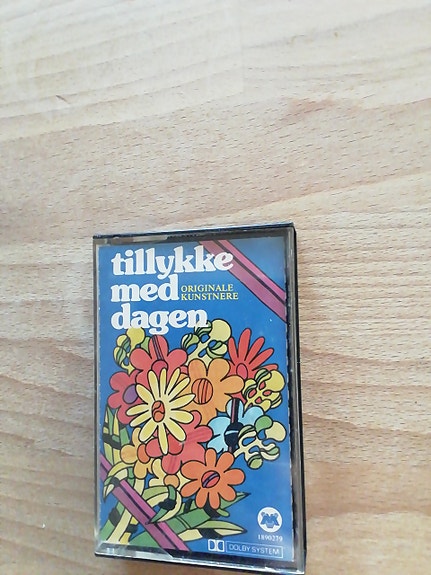 tillykke
med
dagen
ORIGINALE
KUNSTNERE
1890279
DOLBY SYSTEM